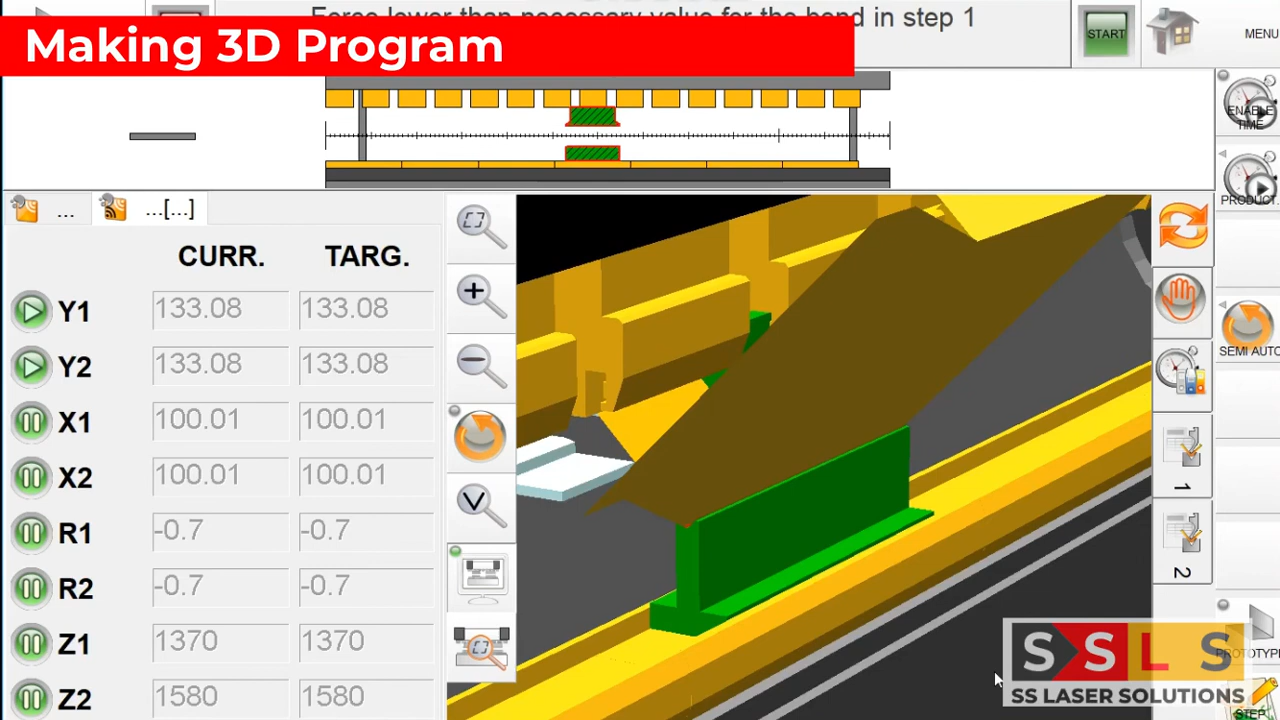 Force lower than necessary value for the bend in step 1
Making 3D Program
START
MENU
ENABLE
TIME
PRODUCT.
... ...[...]
CURR. TARG.
Y1 133.08 133.08
Y2 133.08 133.08
X1 100.01 100.01
X2 100.01 100.01
R1 -0.7 -0.7
R2 -0.7 -0.7
Z1 1370 1370
Z2 1580 1580
V
SEMI AUTO
1
2
PROTOTYPE
STEP
S S L S
SS LASER SOLUTIONS